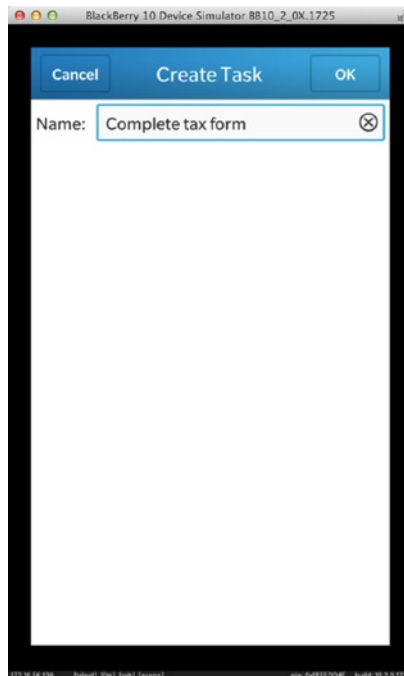 BlackBerry 10 Device Simulator BB10_2_0X.1725
Cancel Create Task OK
Name: Complete tax form